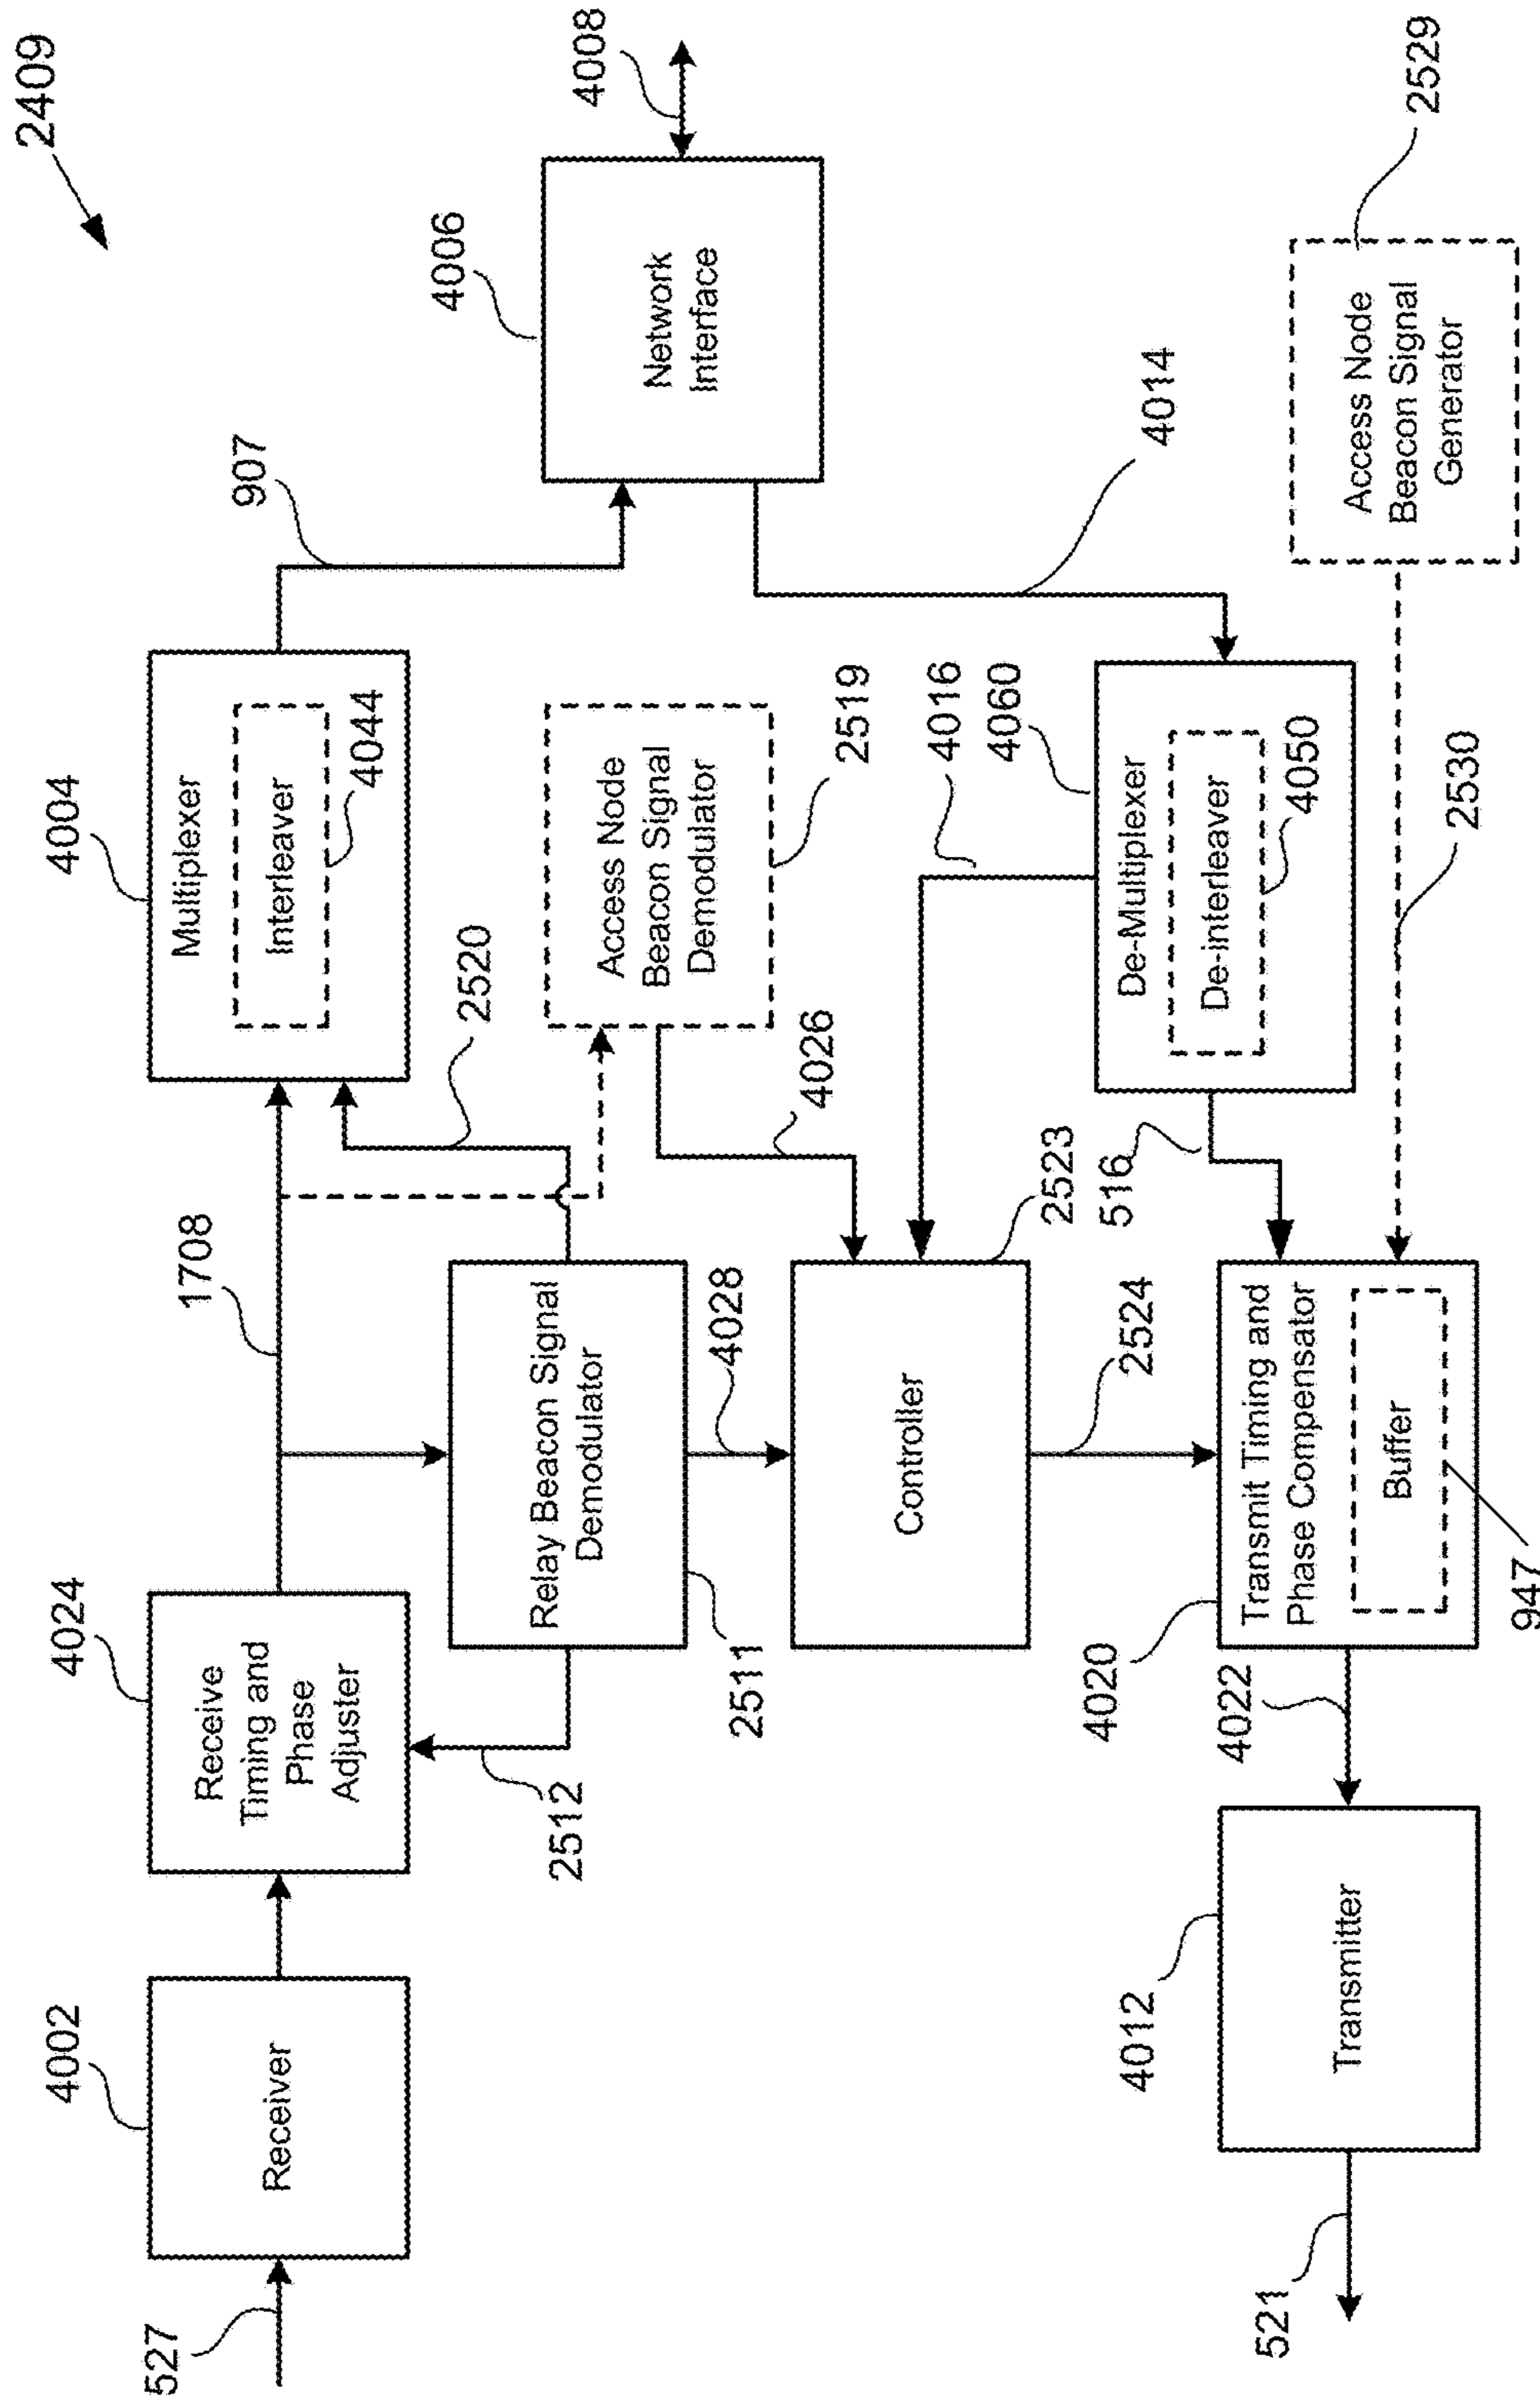 2409
527
4002
Receiver
4024
Receive
Timing and
Phase
Adjuster
1708
4004
Multiplexer
Interleaver
4044
907
4006
Network
Interface
4008
2512
Relay Beacon Signal
Demodulator
2511
2520
Access Node
Beacon Signal
Demodulator
2519
4028
4026
Controller
2523
4016
4014
2524
516
4060
De-Multiplexer
De-interleaver
4050
521
4012
Transmitter
4022
4020
Transmit Timing and
Phase Compensator
Buffer
947
2530
Access Node
Beacon Signal
Generator
2529